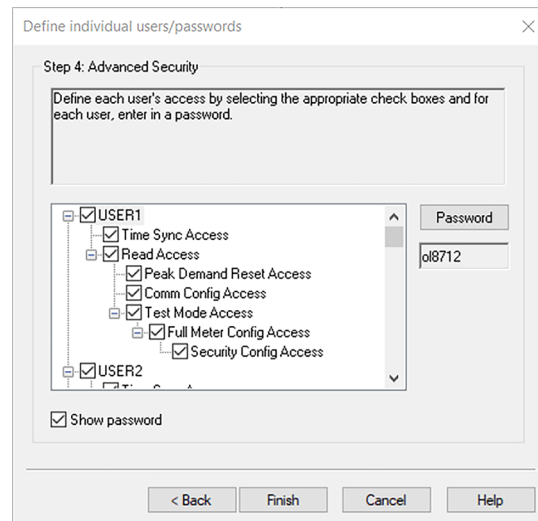 Define individual users/passwords
Step 4: Advanced Security
Define each user's access by selecting the appropriate check boxes and for
each user, enter in a password.
USER1
Time Sync Access
Read Access
Peak Demand Reset Access
Comm Config Access
Test Mode Access
Full Meter Config Access
Security Config Access
USER2
Password
ol8712
Show password
< Back
Finish
Cancel
Help